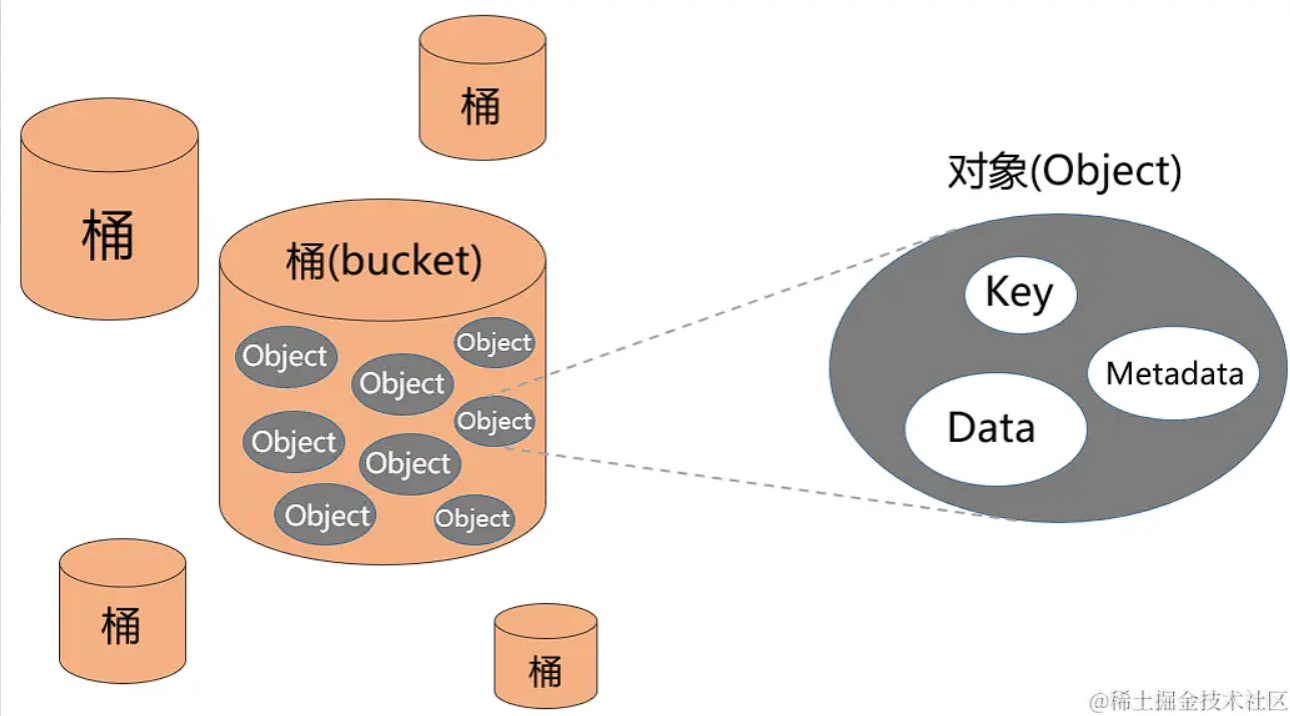 桶
桶
桶(bucket)
Object
Object
Object
Object
Object
Object
Object
Object
桶
桶
对象(Object)
Key
Metadata
Data
@稀土掘金技术社区